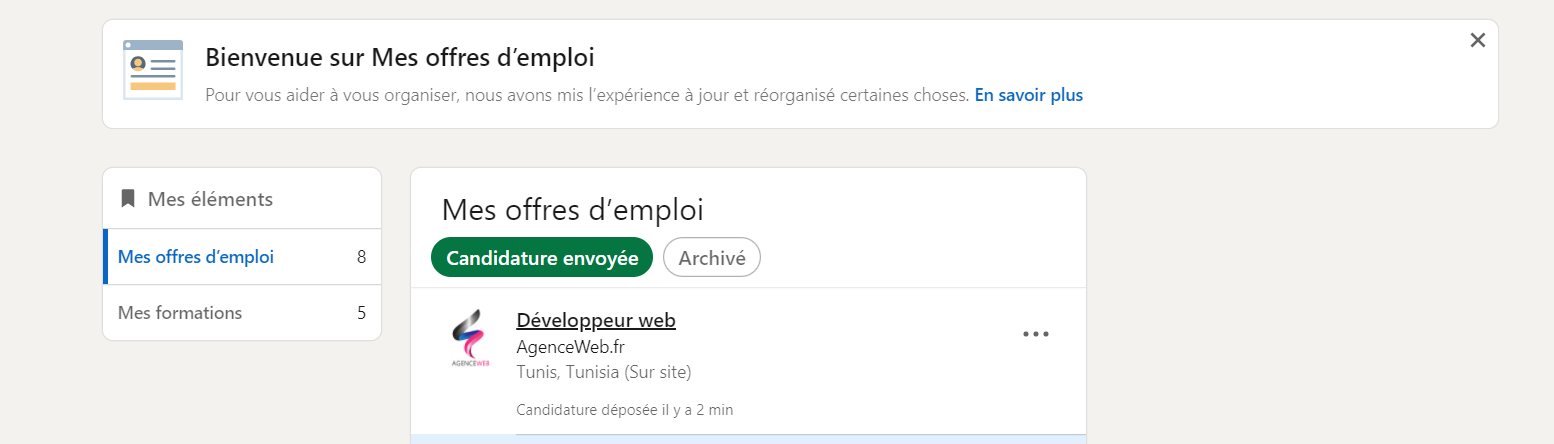 Bienvenue sur Mes offres d’emploi
Pour vous aider à vous organiser, nous avons mis l’expérience à jour et réorganisé certaines choses. En savoir plus
Mes éléments
Mes offres d’emploi 8
Mes formations 5
Mes offres d’emploi
Candidature envoyée Archivé
AGENCEWEB
Développeur web
AgenceWeb.fr
Tunis, Tunisia (Sur site)
Candidature déposée il y a 2 min